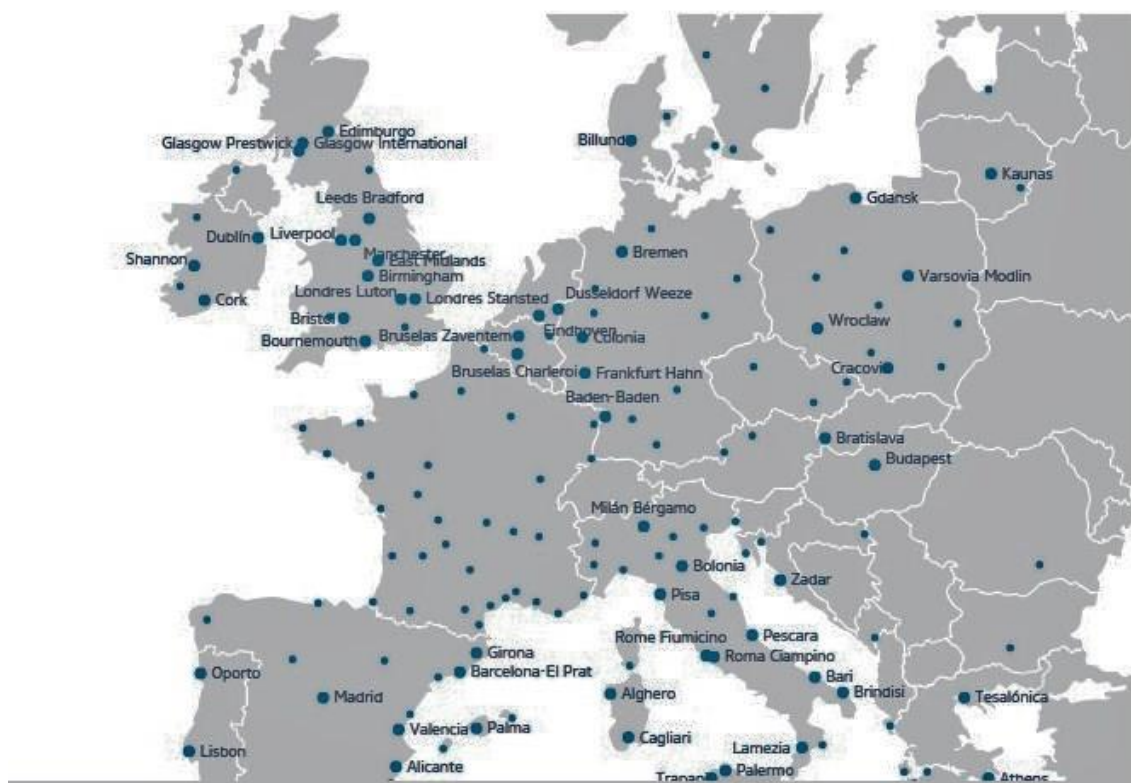 Edimburgo
Glasgow Prestwick
Glasgow International
Billund
Kaunas
Leeds Bradford
Gdansk
Dublín
Liverpool
Manchester
Bremen
Shannon
East Midlands
Birmingham
Varsovia Modlin
Londres Luton
Londres Stansted
Dusseldorf Weeze
Cork
Bristol
Wroclaw
Bruselas Zaventem
Eindhoven
Colonia
Bournemouth
Bruselas Charleroi
Frankfurt Hahn
Cracovia
Baden-Baden
Bratislava
Budapest
Milán Bérgamo
Bolonia
Zadar
Pisa
Rome Fiumicino
Pescara
Girona
Roma Ciampino
Oporto
Barcelona-El Prat
Bari
Madrid
Alghero
Brindisi
Tesalónica
Valencia
Palma
Cagliari
Lisbon
Lamezia
Alicante
Palermo
Trapan
Athens